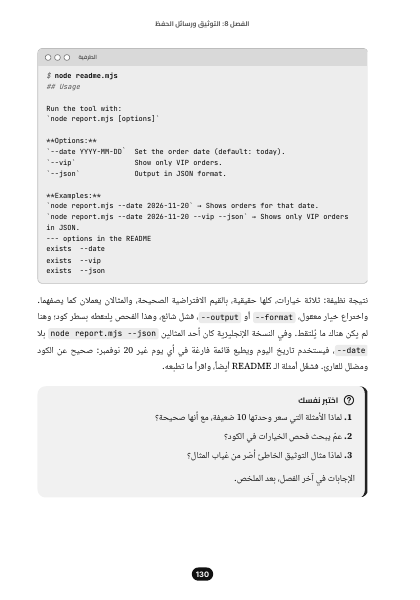 الفصل 8: التوثيق ورسائل الحفظ
الطرفية
$ node readme.mjs
## Usage
Run the tool with:
`node report.mjs [options]`
**Options:**
`--date YYYY-MM-DD`  Set the order date (default: today).
`--vip`              Show only VIP orders.
`--json`             Output in JSON format.
**Examples:**
`node report.mjs --date 2026-11-20` → Shows orders for that date.
`node report.mjs --date 2026-11-20 --vip --json` → Shows only VIP orders
in JSON.
--- options in the README
exists  --date
exists  --vip
exists  --json
نتيجة نظيفة: ثلاثة خيارات، كلها حقيقية، بالقيم الافتراضية الصحيحة، والمثالان يعملان كما يصفهما.
واختراع خيار معقول، --format أو --output، فشل شائع، وهذا الفحص يلتقطه بسطر كود؛ وهنا
لم يكن هناك ما يُلتقط. وفي النسخة الإنجليزية كان أحد المثالين node report.mjs --json بلا
--date، فيستخدم تاريخ اليوم ويطبع قائمة فارغة في أي يوم غير 20 نوفمبر: صحيح عن الكود
ومضلل للقارئ. فشغّل أمثلة الـ README أيضاً، واقرأ ما تطبعه.
اختبر نفسك
1. لماذا الأمثلة التي سعر وحدتها 10 ضعيفة، مع أنها صحيحة؟
2. عمّ يبحث فحص الخيارات في الكود؟
3. لماذا مثال التوثيق الخاطئ أضر من غياب المثال؟
الإجابات في آخر الفصل، بعد الملخص.
130